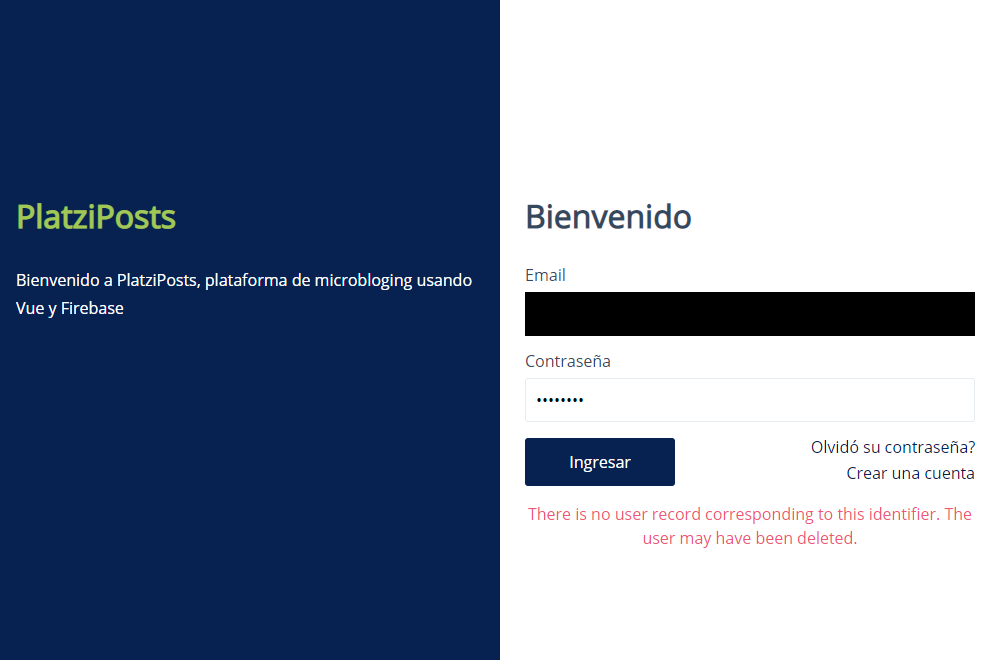 PlatziPosts
Bienvenido a PlatziPosts, plataforma de microbloging usando
Vue y Firebase
Bienvenido
Email
Contraseña
••••••••
Ingresar
Olvidó su contraseña?
Crear una cuenta
There is no user record corresponding to this identifier. The
user may have been deleted.